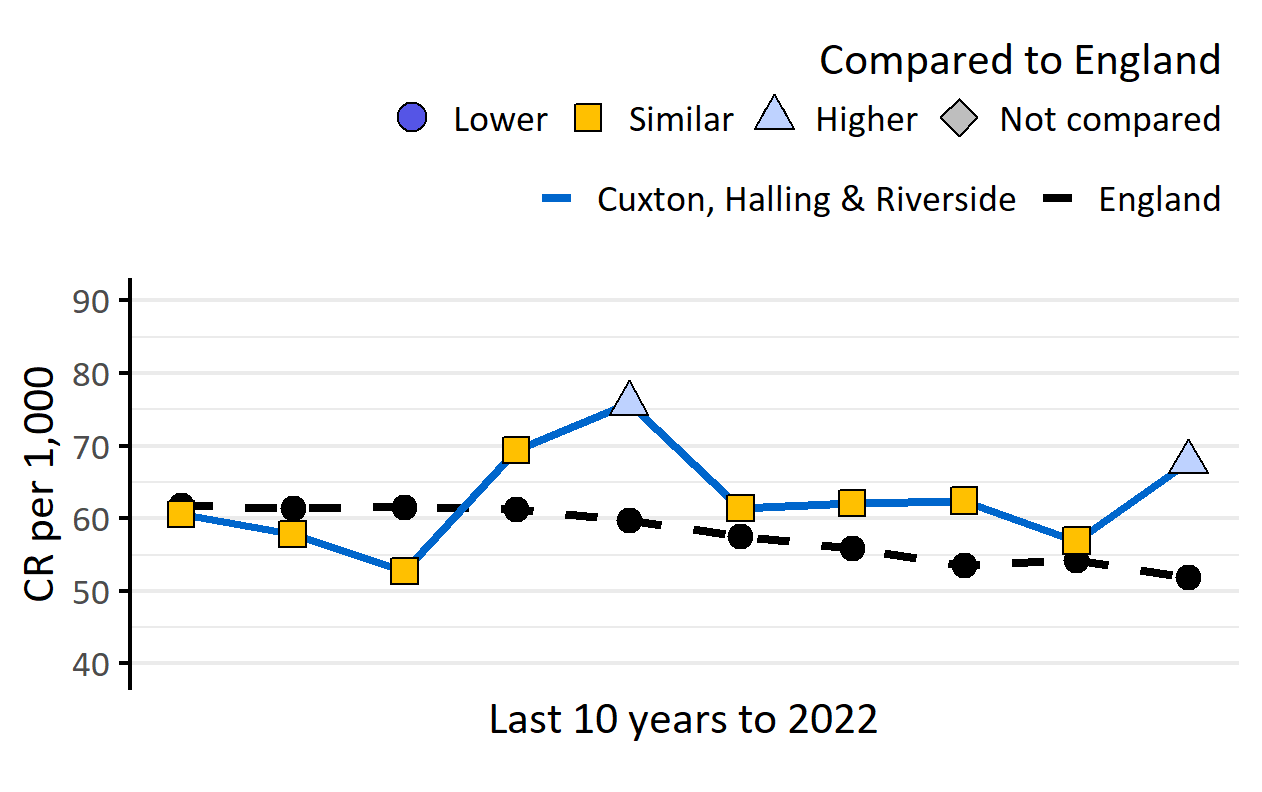 Compared to England
Lower Similar Higher Not compared
Cuxton, Halling & Riverside England
90
80
70
60
50
40
CR per 1,000
Last 10 years to 2022